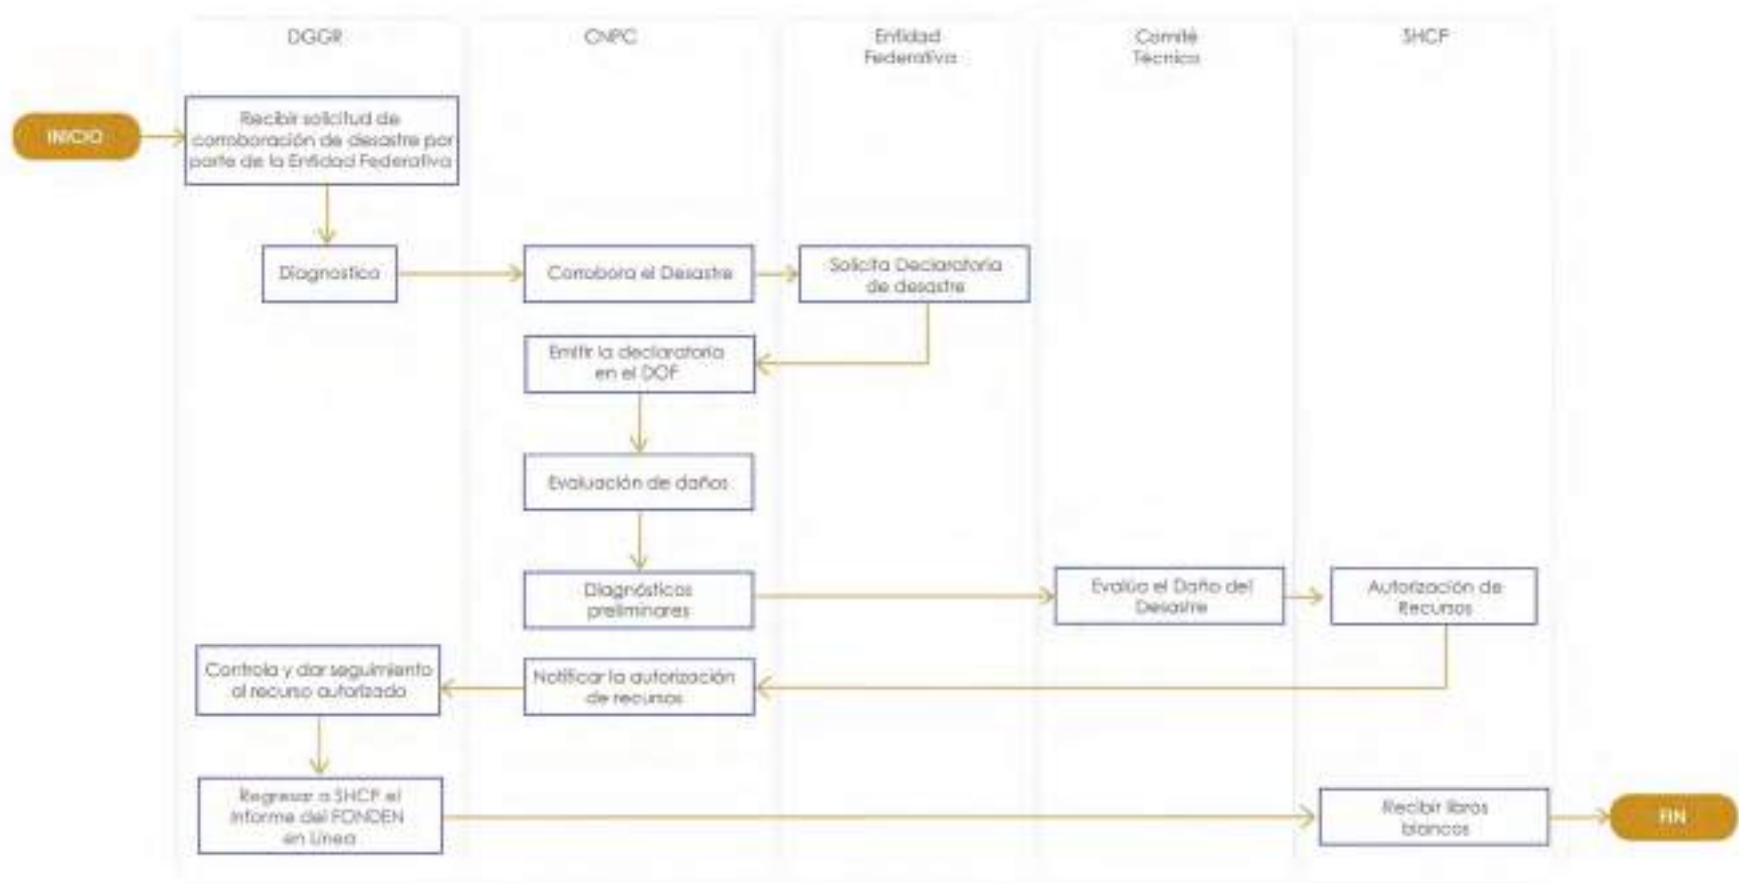 DGGR
CNPC
Entidad
Federativa
Comité
Técnico
SHCP
INICIO
Recibir solicitud de
corroboración de desastre por
parte de la Entidad Federativa
Diagnostico
Corrobora el Desastre
Solicita Declaratoria
de desastre
Emitir la declaratoria
en el DOF
Evaluación de daños
Diagnósticos
preliminares
Evalúa el Daño del
Desastre
Autorización de
Recursos
Controla y dar seguimiento
al recurso autorizado
Notificar la autorización
de recursos
Regresar a SHCP el
Informe del FONDEN
en Línea
Recibir libros
blancos
FIN